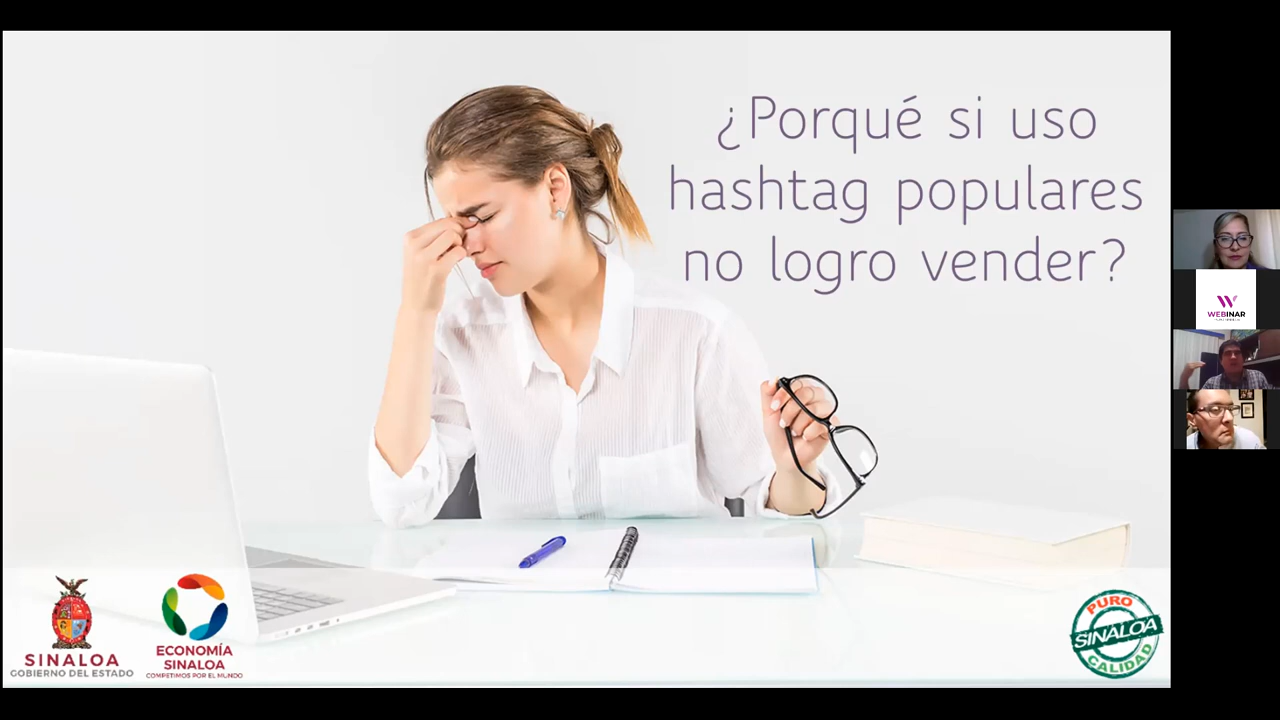 ¿Porqué si uso
hashtag populares
no logro vender?
WEBINAR
SINALOA
GOBIERNO DEL ESTADO
ECONOMÍA
SINALOA
COMPETIMOS POR EL MUNDO
PURO
SINALOA
CALIDAD